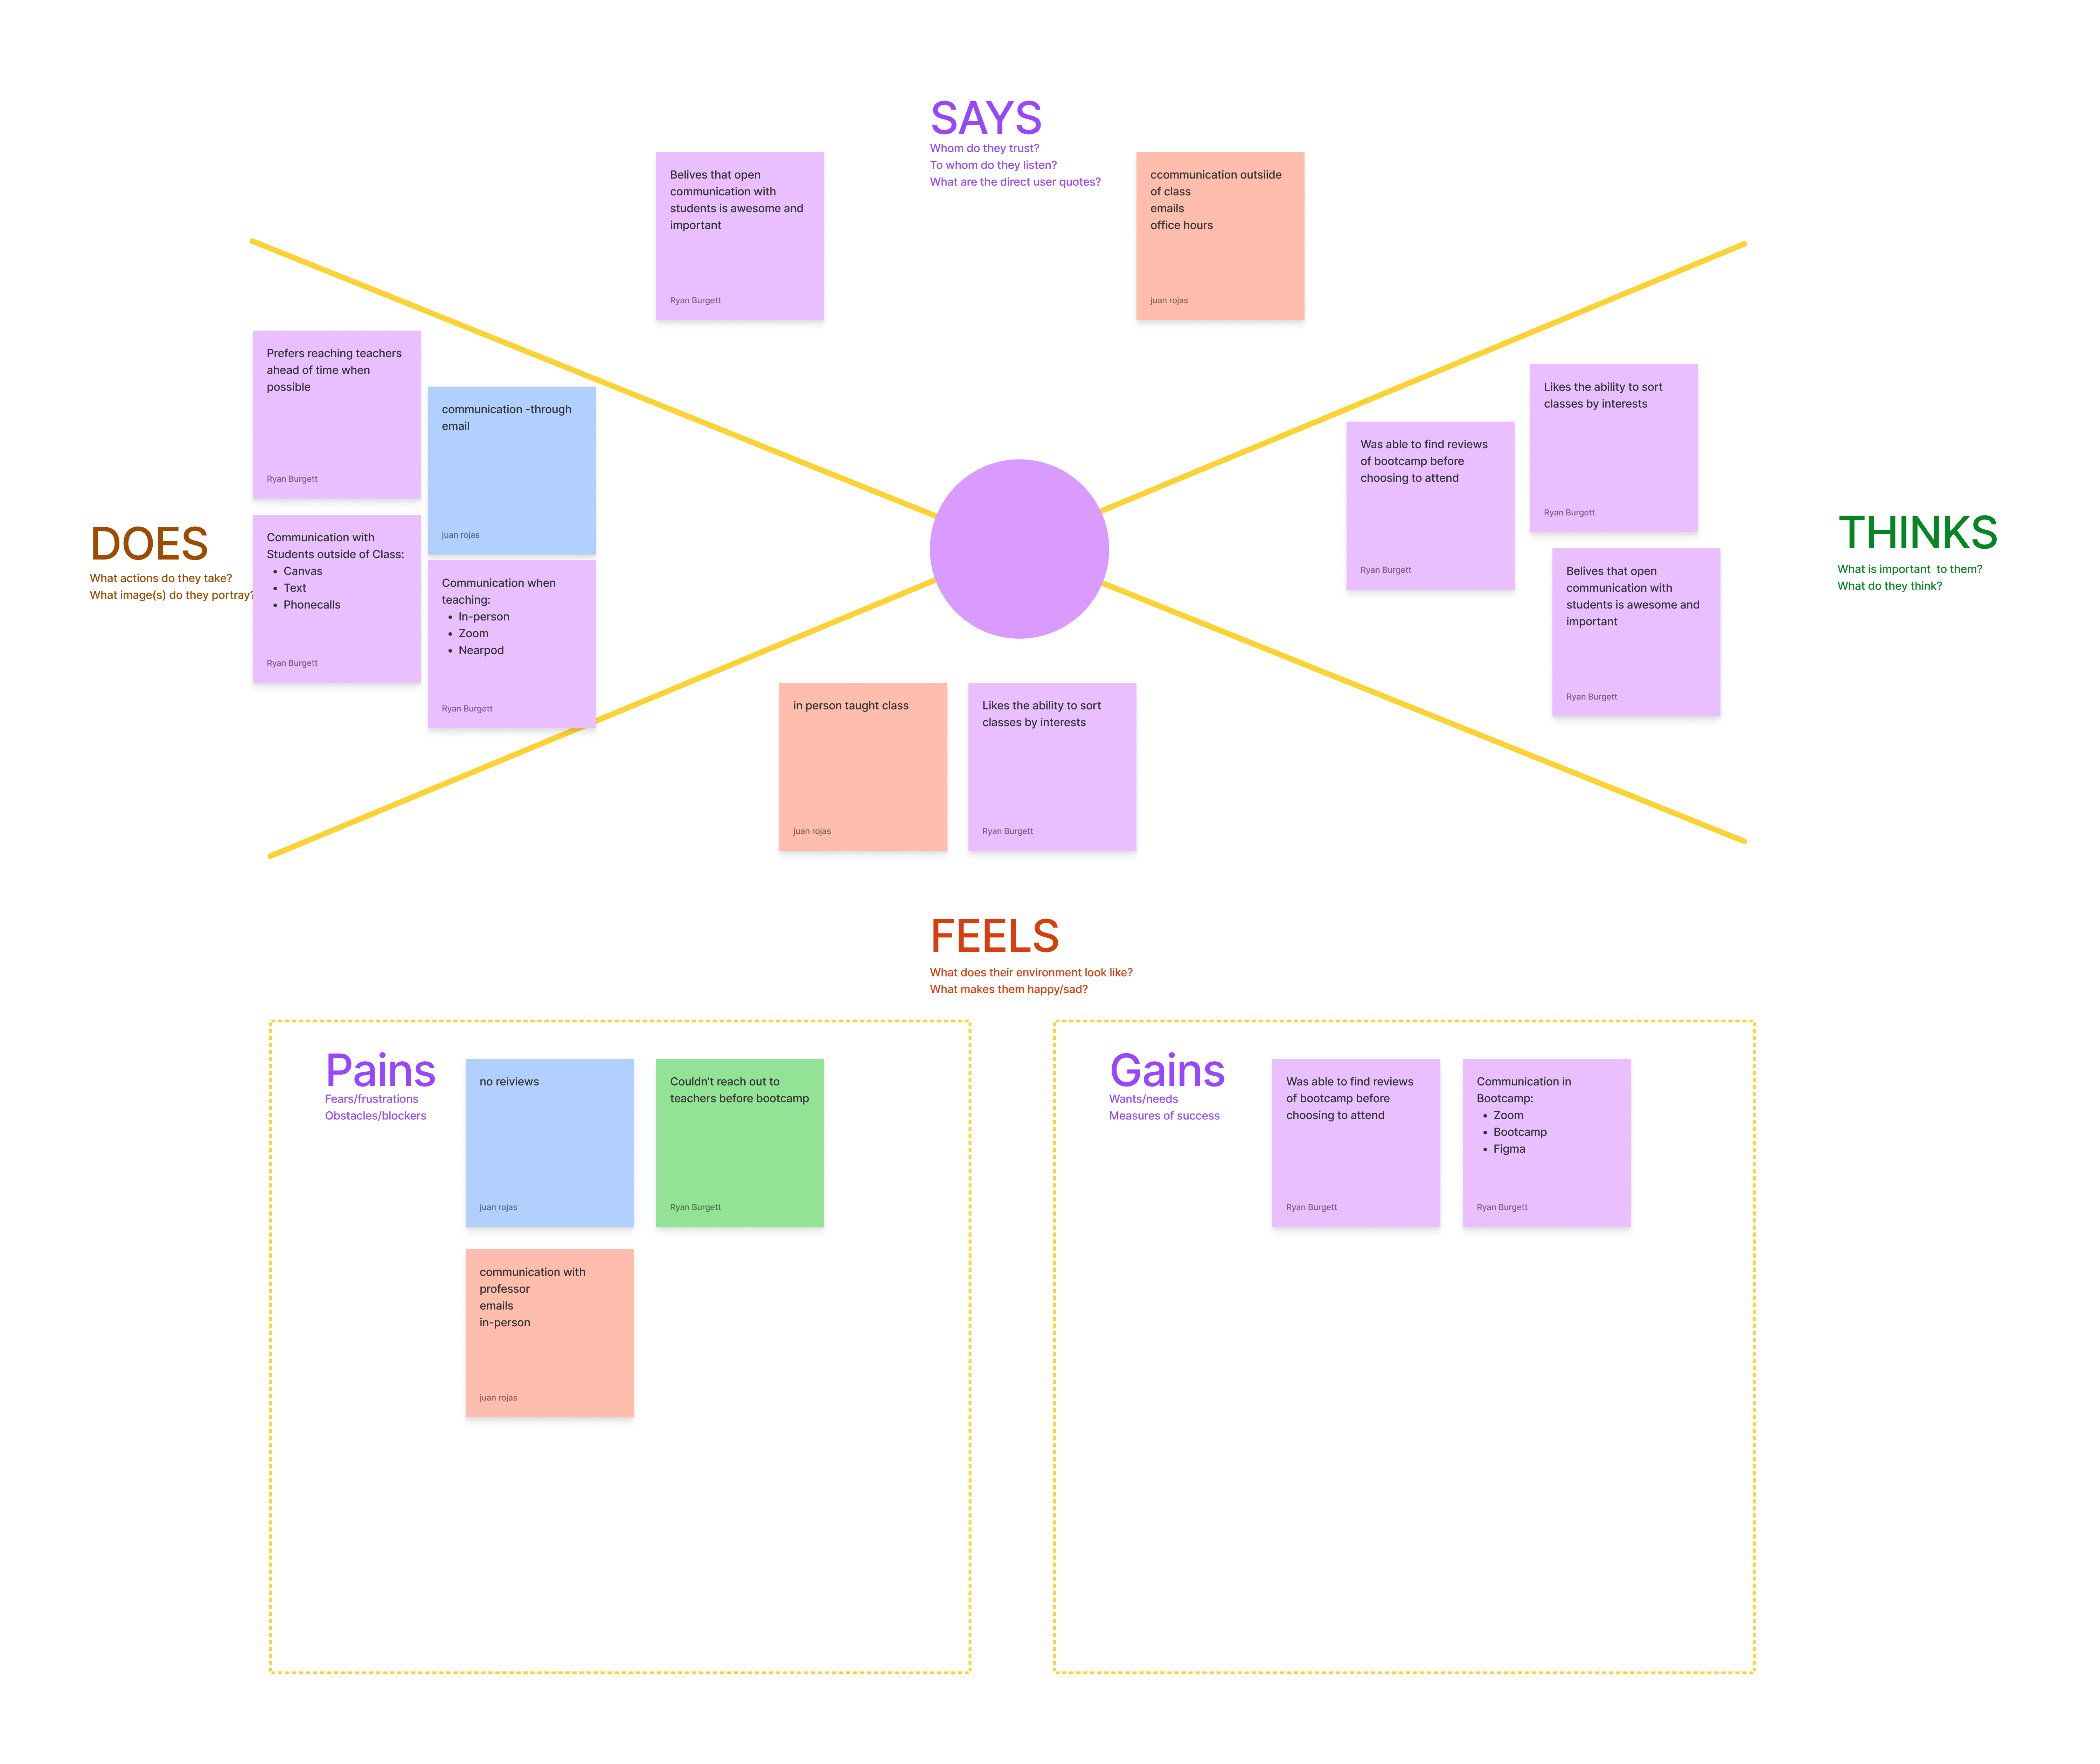 SAYS
Whom do they trust?
To whom do they listen?
What are the direct user quotes?
Belives that open
communication with
students is awesome and
important
Ryan Burgett
ccommunication outsiide
of class
emails
office hours
juan rojas
DOES
What actions do they take?
What image(s) do they portray?
Prefers reaching teachers
ahead of time when
possible
Ryan Burgett
communication -through
email
juan rojas
Communication with
Students outside of Class:
• Canvas
• Text
• Phonecalls
Ryan Burgett
Communication when
teaching:
• In-person
• Zoom
• Nearpod
Ryan Burgett
THINKS
What is important  to them?
What do they think?
Was able to find reviews
of bootcamp before
choosing to attend
Ryan Burgett
Likes the ability to sort
classes by interests
Ryan Burgett
Belives that open
communication with
students is awesome and
important
Ryan Burgett
in person taught class
juan rojas
Likes the ability to sort
classes by interests
Ryan Burgett
FEELS
What does their environment look like?
What makes them happy/sad?
Pains
Fears/frustrations
Obstacles/blockers
no reiviews
juan rojas
Couldn't reach out to
teachers before bootcamp
Ryan Burgett
communication with
professor
emails
in-person
juan rojas
Gains
Wants/needs
Measures of success
Was able to find reviews
of bootcamp before
choosing to attend
Ryan Burgett
Communication in
Bootcamp:
• Zoom
• Bootcamp
• Figma
Ryan Burgett